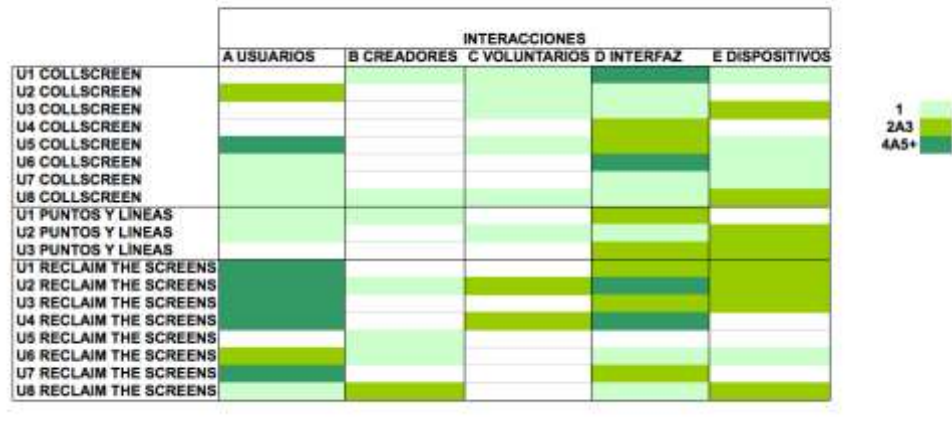 INTERACCIONES
A USUARIOS B CREADORES C VOLUNTARIOS D INTERFAZ E DISPOSITIVOS
U1 COLLSCREEN
U2 COLLSCREEN
U3 COLLSCREEN
U4 COLLSCREEN
U5 COLLSCREEN
U6 COLLSCREEN
U7 COLLSCREEN
U8 COLLSCREEN
U1 PUNTOS Y LÍNEAS
U2 PUNTOS Y LÍNEAS
U3 PUNTOS Y LÍNEAS
U1 RECLAIM THE SCREENS
U2 RECLAIM THE SCREENS
U3 RECLAIM THE SCREENS
U4 RECLAIM THE SCREENS
U5 RECLAIM THE SCREENS
U6 RECLAIM THE SCREENS
U7 RECLAIM THE SCREENS
U8 RECLAIM THE SCREENS
1
2A3
4A5+